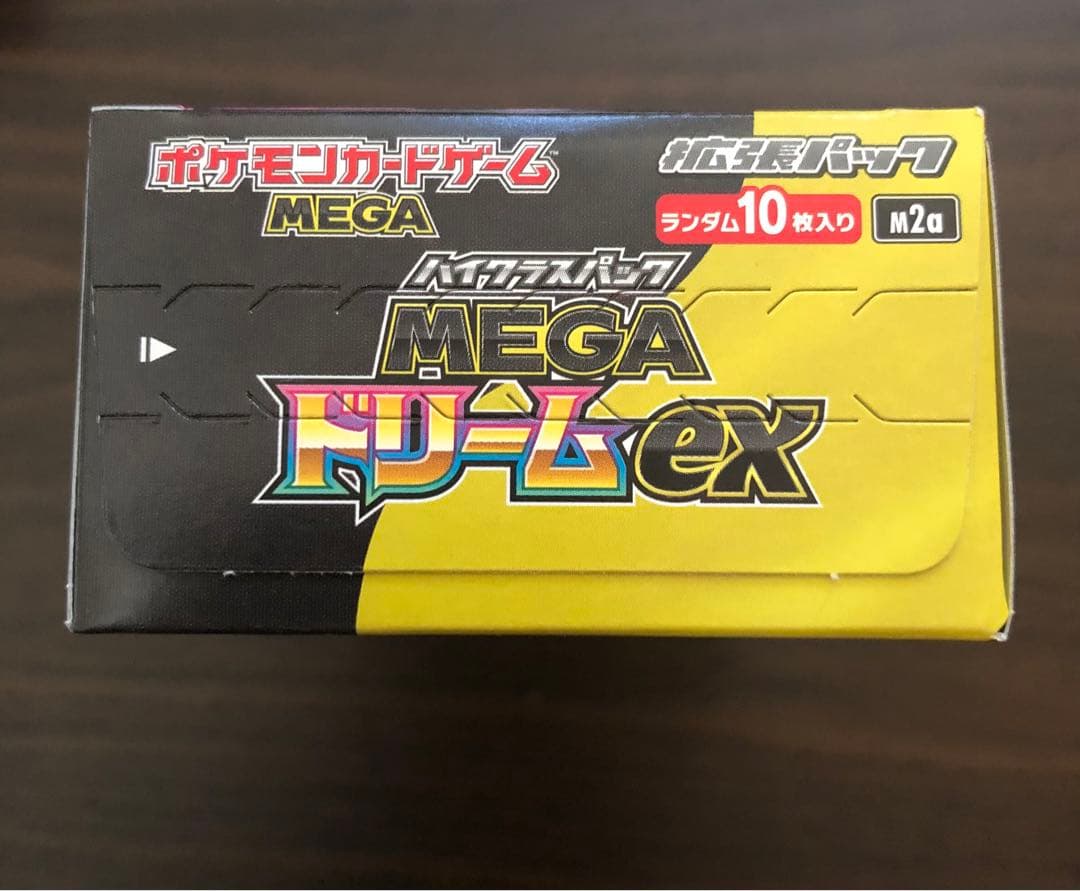 ポケモンカードゲーム™
MEGA
拡張パック
ランダム10枚入り
M2a
ハイクラスパック
MEGA
ドリームex